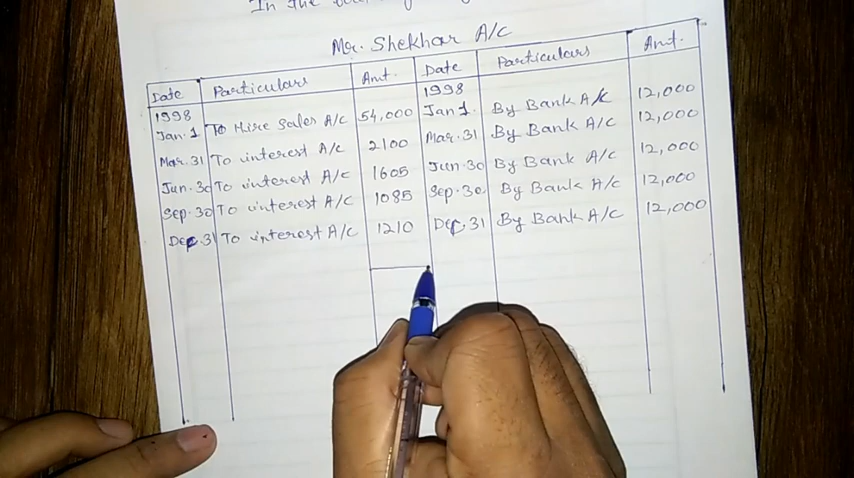 In the
Mr. Shekhar A/C
Date Particulars Amt. Date Particulars Amt.
1998 1998
Jan. 1 To Hire Sales A/C 54,000 Jan 1. By Bank A/C 12,000
Mar. 31 To interest A/C 2100 Mar. 31 By Bank A/C 12,000
Jun. 30 To interest A/C 1605 Jun. 30 By Bank A/C 12,000
Sep. 30 To interest A/C 1085 Sep. 30 By Bank A/C 12,000
Dec. 31 To interest A/C 1210 Dec. 31 By Bank A/C 12,000